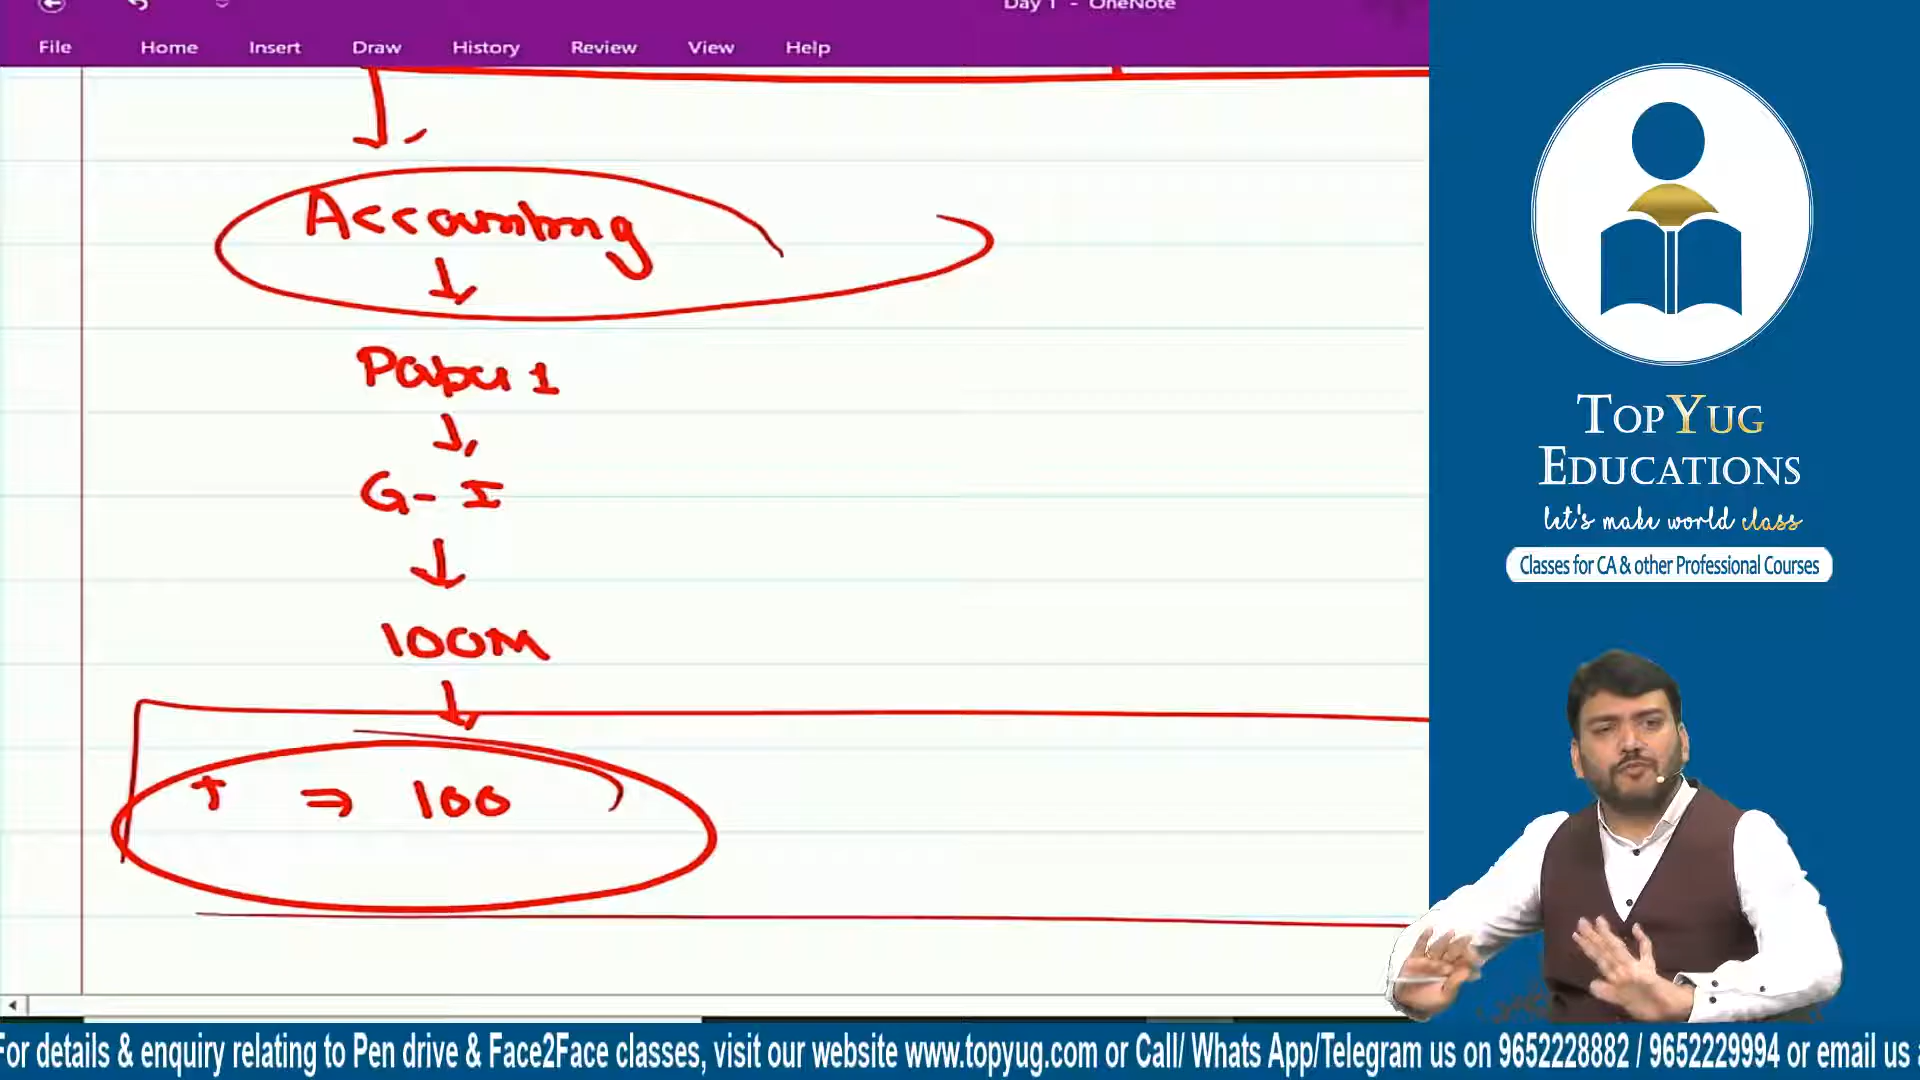 Day 1 - OneNote
File Home Insert Draw History Review View Help
Accounting
Paper 1
G- I
100M
+ ⇒ 100
TOPYUG
EDUCATIONS
let's make world class
Classes for CA & other Professional Courses
For details & enquiry relating to Pen drive & Face2Face classes, visit our website www.topyug.com or Call/ Whats App/Telegram us on 9652228882 / 9652229994 or email us